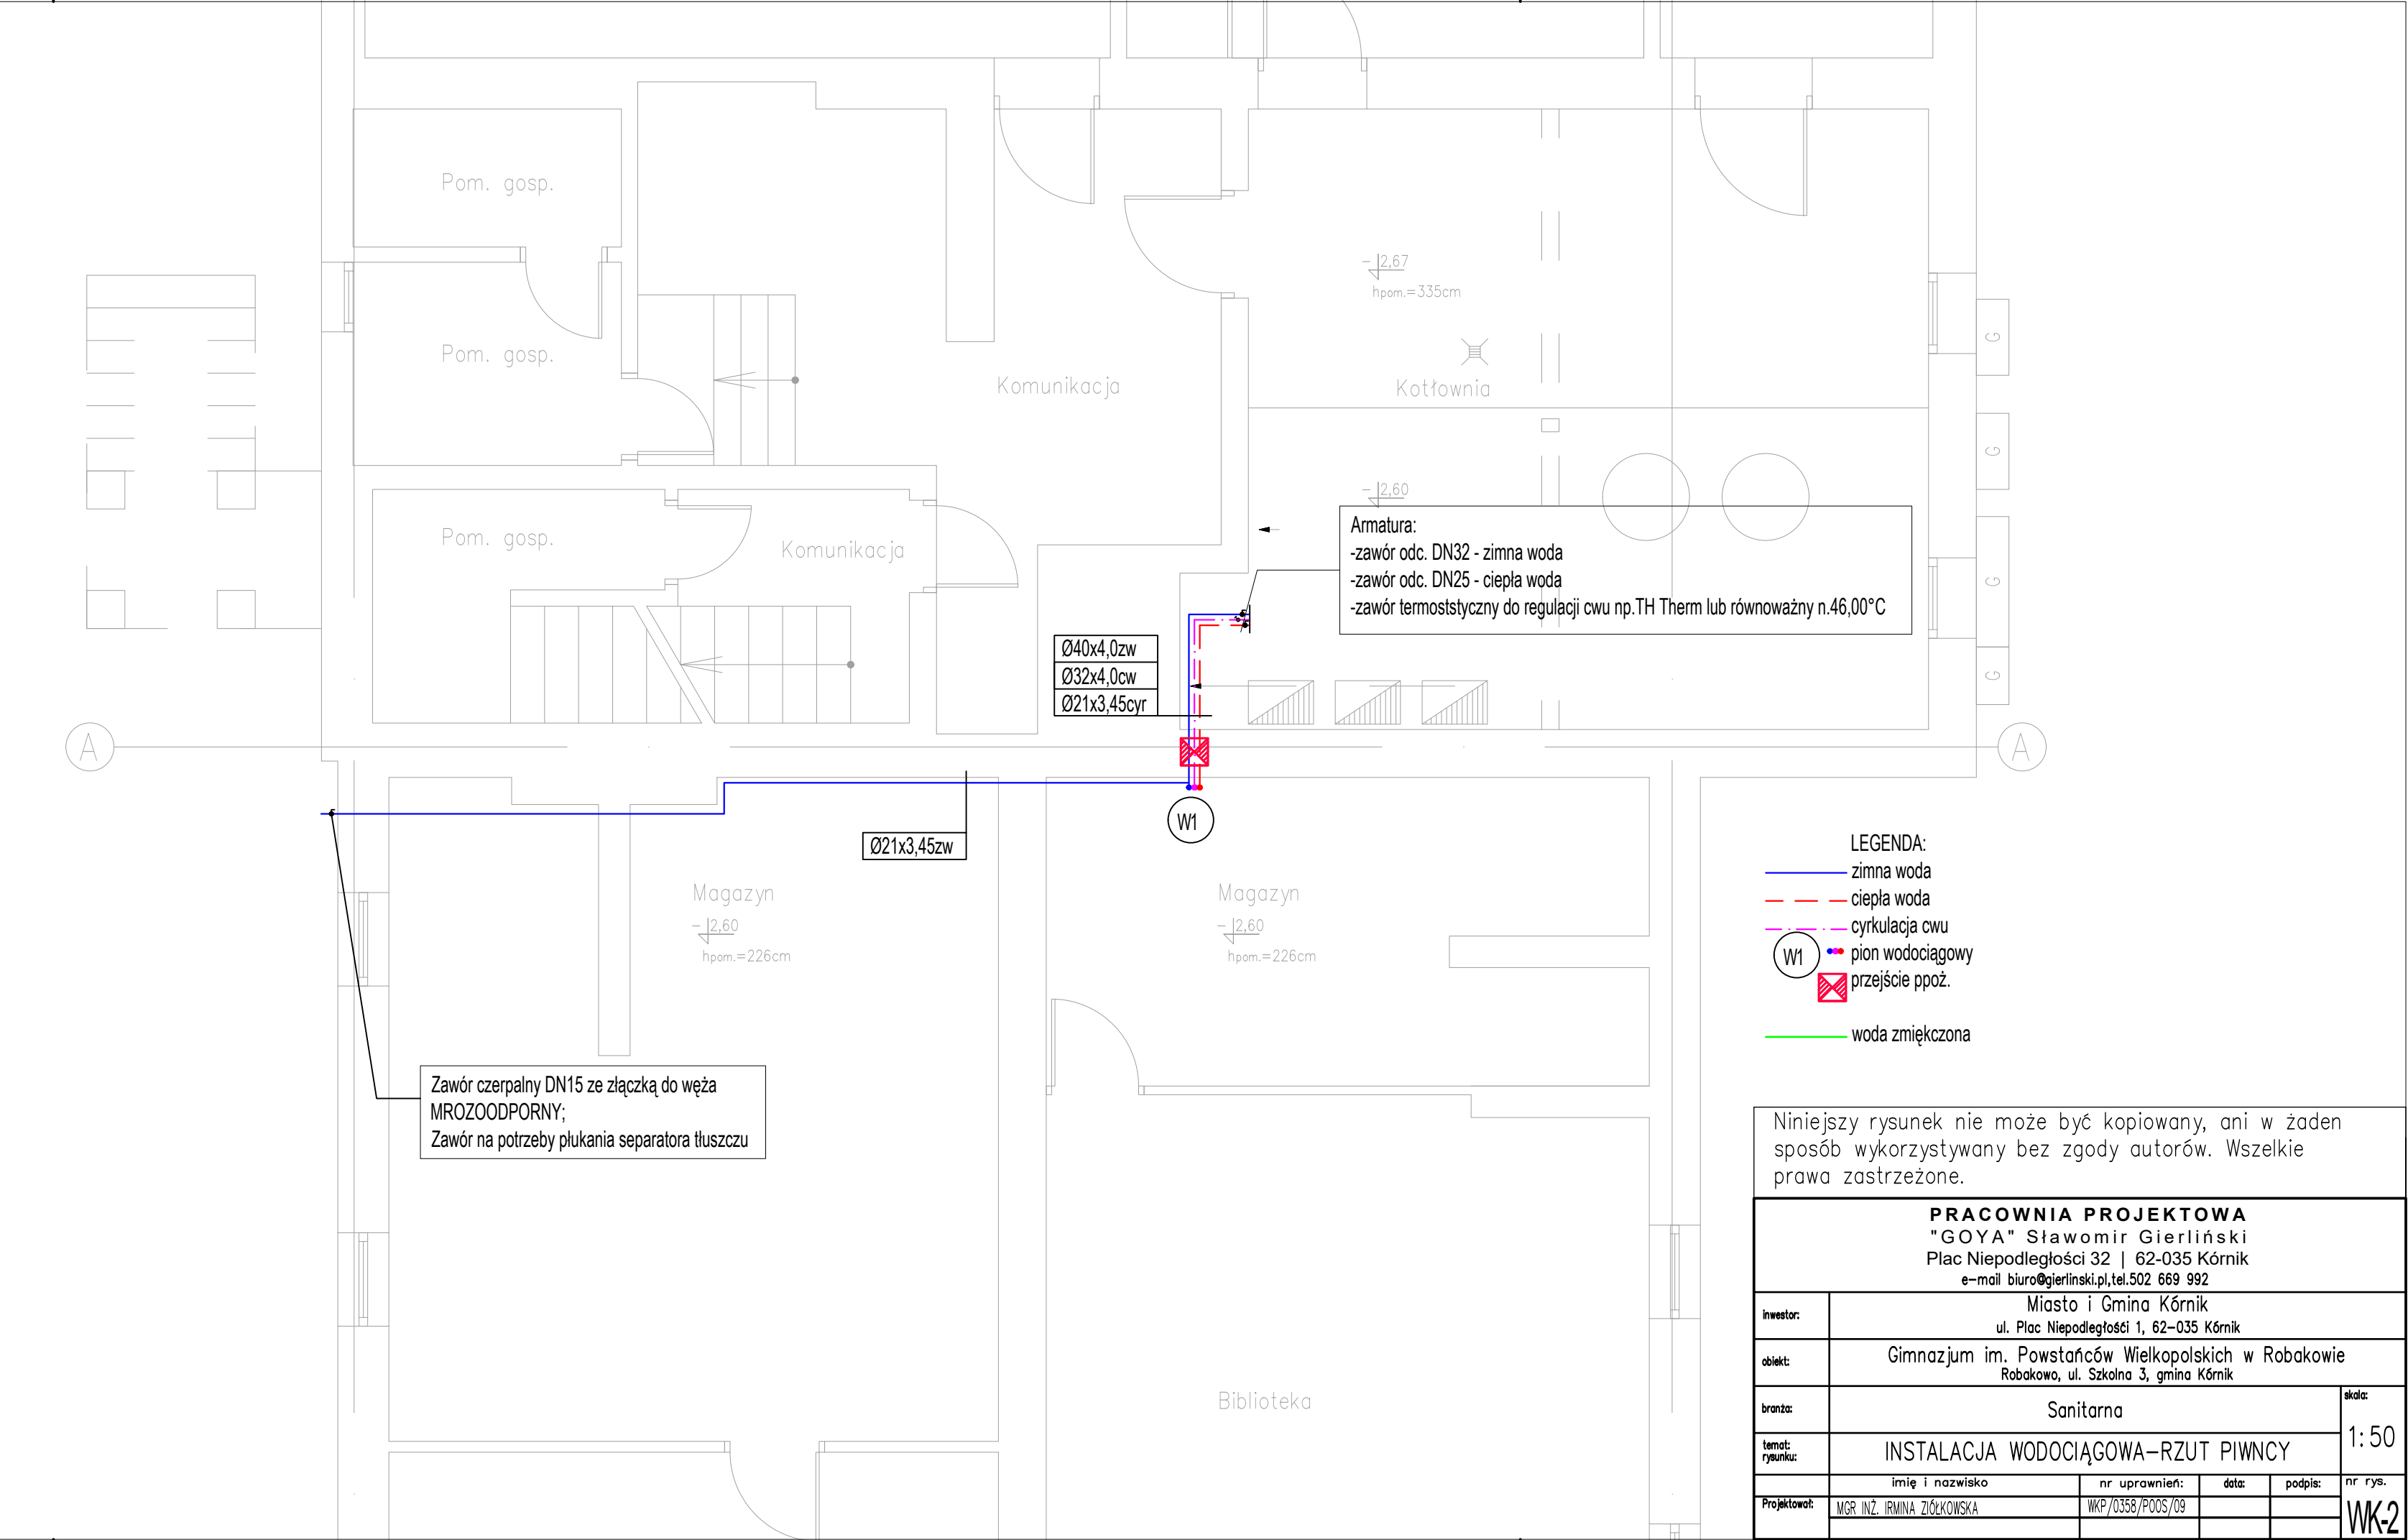 Pom. gosp.
- 2,67
hpom.=335cm
Pom. gosp.
Komunikacja
Kotłownia
G
G
G
G
- 2,60
Pom. gosp.
Komunikacja
Armatura:
-zawór odc. DN32 - zimna woda
-zawór odc. DN25 - ciepła woda
-zawór termoststyczny do regulacji cwu np.TH Therm lub równoważny n.46,00°C
Ø40x4,0zw
Ø32x4,0cw
Ø21x3,45cyr
A
A
W1
Ø21x3,45zw
Magazyn
- 2,60
hpom.=226cm
Magazyn
- 2,60
hpom.=226cm
LEGENDA:
zimna woda
ciepła woda
cyrkulacja cwu
W1 pion wodociągowy
przejście ppoż.
woda zmiękczona
Zawór czerpalny DN15 ze złączką do węża
MROZOODPORNY;
Zawór na potrzeby płukania separatora tłuszczu
Biblioteka
Niniejszy rysunek nie może być kopiowany, ani w żaden
sposób wykorzystywany bez zgody autorów. Wszelkie
prawa zastrzeżone.
PRACOWNIA PROJEKTOWA
"GOYA" Sławomir Gierliński
Plac Niepodległości 32 | 62-035 Kórnik
e-mail biuro@gierlinski.pl,tel.502 669 992
inwestor:
Miasto i Gmina Kórnik
ul. Plac Niepodległośći 1, 62-035 Kórnik
obiekt:
Gimnazjum im. Powstańców Wielkopolskich w Robakowie
Robakowo, ul. Szkolna 3, gmina Kórnik
branża:
Sanitarna
skala:
1:50
temat:
rysunku:
INSTALACJA WODOCIĄGOWA-RZUT PIWNCY
imię i nazwisko
nr uprawnień:
data:
podpis:
nr rys.
Projektował:
MGR INŻ. IRMINA ZIÓŁKOWSKA
WKP/0358/POOS/09
WK-2